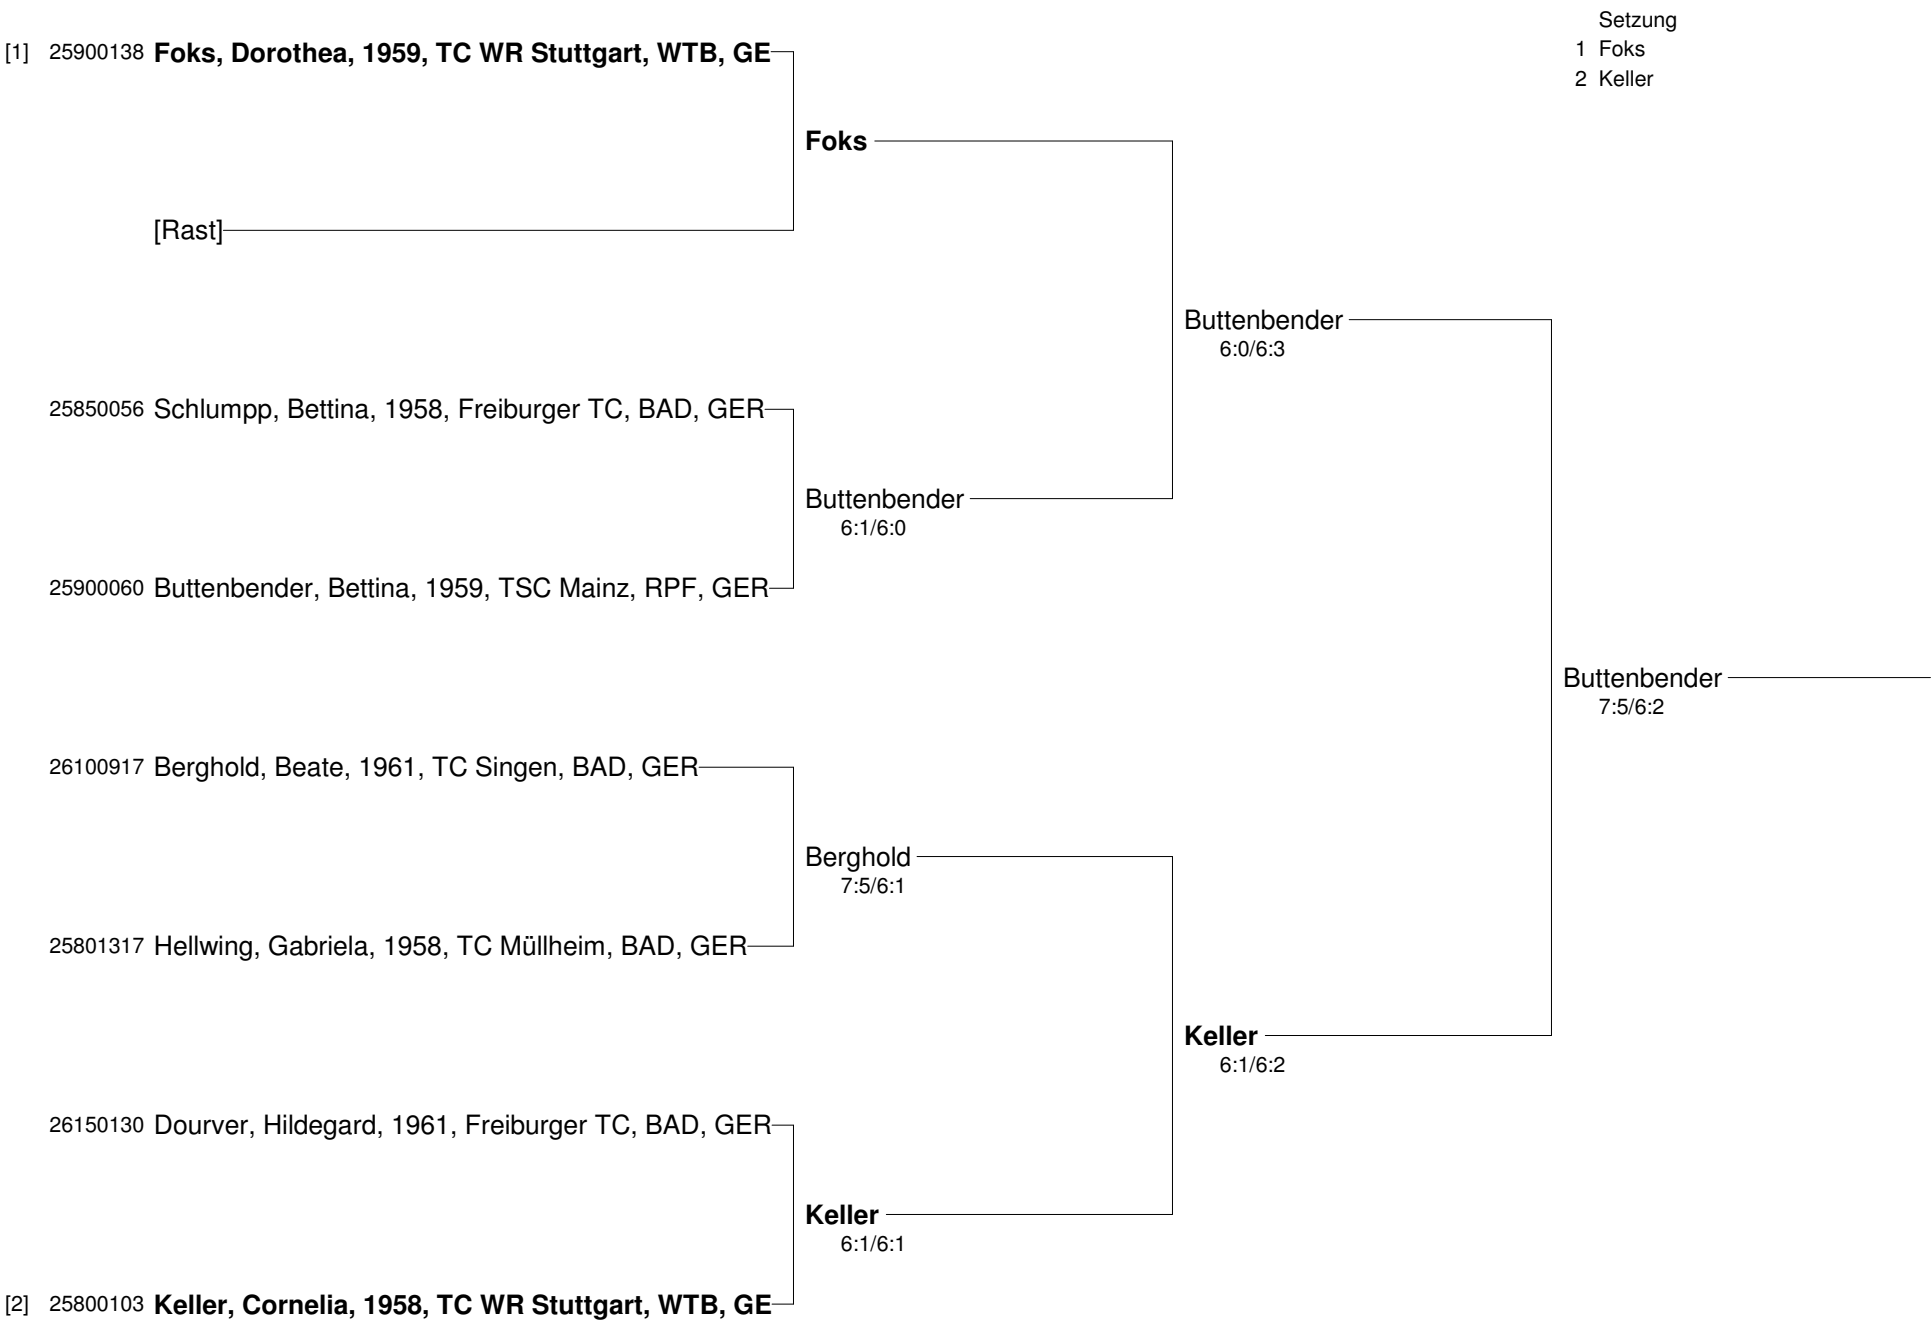 Setzung
1 Foks
2 Keller
[1] 25900138 Foks, Dorothea, 1959, TC WR Stuttgart, WTB, GE
Foks
[Rast]
Buttenbender
6:0/6:3
25850056 Schlumpp, Bettina, 1958, Freiburger TC, BAD, GER
Buttenbender
6:1/6:0
25900060 Buttenbender, Bettina, 1959, TSC Mainz, RPF, GER
Buttenbender
7:5/6:2
26100917 Berghold, Beate, 1961, TC Singen, BAD, GER
Berghold
7:5/6:1
25801317 Hellwing, Gabriela, 1958, TC Müllheim, BAD, GER
Keller
6:1/6:2
26150130 Dourver, Hildegard, 1961, Freiburger TC, BAD, GER
Keller
6:1/6:1
[2] 25800103 Keller, Cornelia, 1958, TC WR Stuttgart, WTB, GE